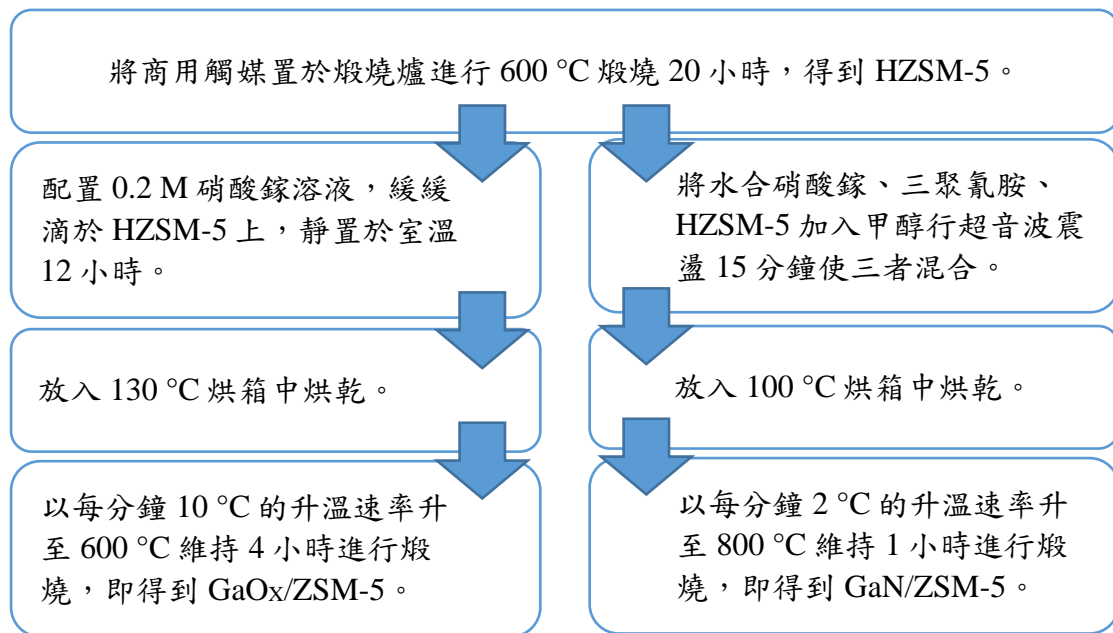 將商用觸媒置於煅燒爐進行 600 °C 煅燒 20 小時，得到 HZSM-5。
配置 0.2 M 硝酸鎵溶液，緩緩
滴於 HZSM-5 上，靜置於室溫
12 小時。
將水合硝酸鎵、三聚氰胺、
HZSM-5 加入甲醇行超音波震
盪 15 分鐘使三者混合。
放入 130 °C 烘箱中烘乾。
放入 100 °C 烘箱中烘乾。
以每分鐘 10 °C 的升溫速率升
至 600 °C 維持 4 小時進行煅
燒，即得到 GaOx/ZSM-5。
以每分鐘 2 °C 的升溫速率升
至 800 °C 維持 1 小時進行煅
燒，即得到 GaN/ZSM-5。